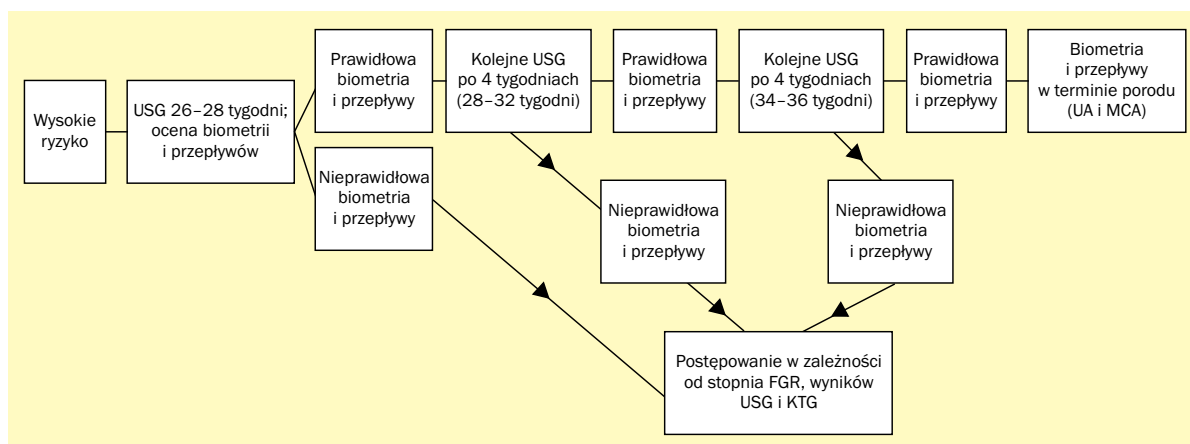 Wysokie
ryzyko
USG 26–28 tygodni;
ocena biometrii
i przepływów
Prawidłowa
biometria
i przepływy
Nieprawidłowa
biometria
i przepływy
Kolejne USG
po 4 tygodniach
(28–32 tygodni)
Prawidłowa
biometria
i przepływy
Nieprawidłowa
biometria
i przepływy
Kolejne USG
po 4 tygodniach
(34–36 tygodni)
Prawidłowa
biometria
i przepływy
Nieprawidłowa
biometria
i przepływy
Biometria
i przepływy
w terminie porodu
(UA i MCA)
Postępowanie w zależności
od stopnia FGR, wyników
USG i KTG